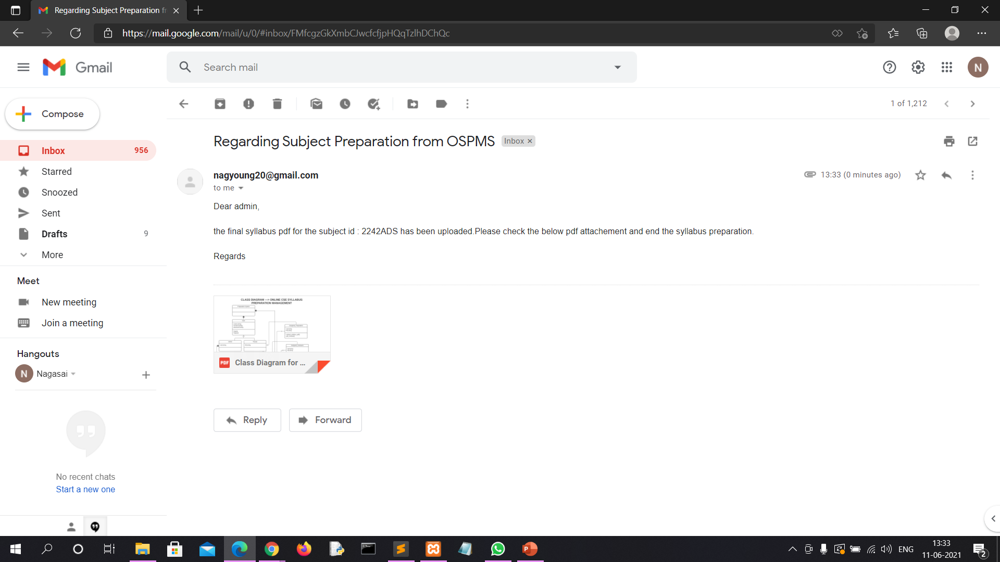 Regarding Subject Preparation fr
https://mail.google.com/mail/u/0/#inbox/FMfcgzGkXmbCJwcfcfjpHQqTzlhDChQc
Gmail
Search mail
N
Compose
1 of 1,212
Regarding Subject Preparation from OSPMS
Inbox ×
Inbox 956
Starred
Snoozed
Sent
Drafts 9
More
nagyoung20@gmail.com
13:33 (0 minutes ago)
to me
Dear admin,
the final syllabus pdf for the subject id : 2242ADS has been uploaded.Please check the below pdf attachement and end the syllabus preparation.
Regards
Meet
New meeting
Join a meeting
Hangouts
N Nagasai
CLASS DIAGRAM ---> ONLINE CSE SYLLABUS
PREPARATION MANAGEMENT
PDF Class Diagram for ...
Reply
Forward
No recent chats
Start a new one
ENG
13:33
11-06-2021
2